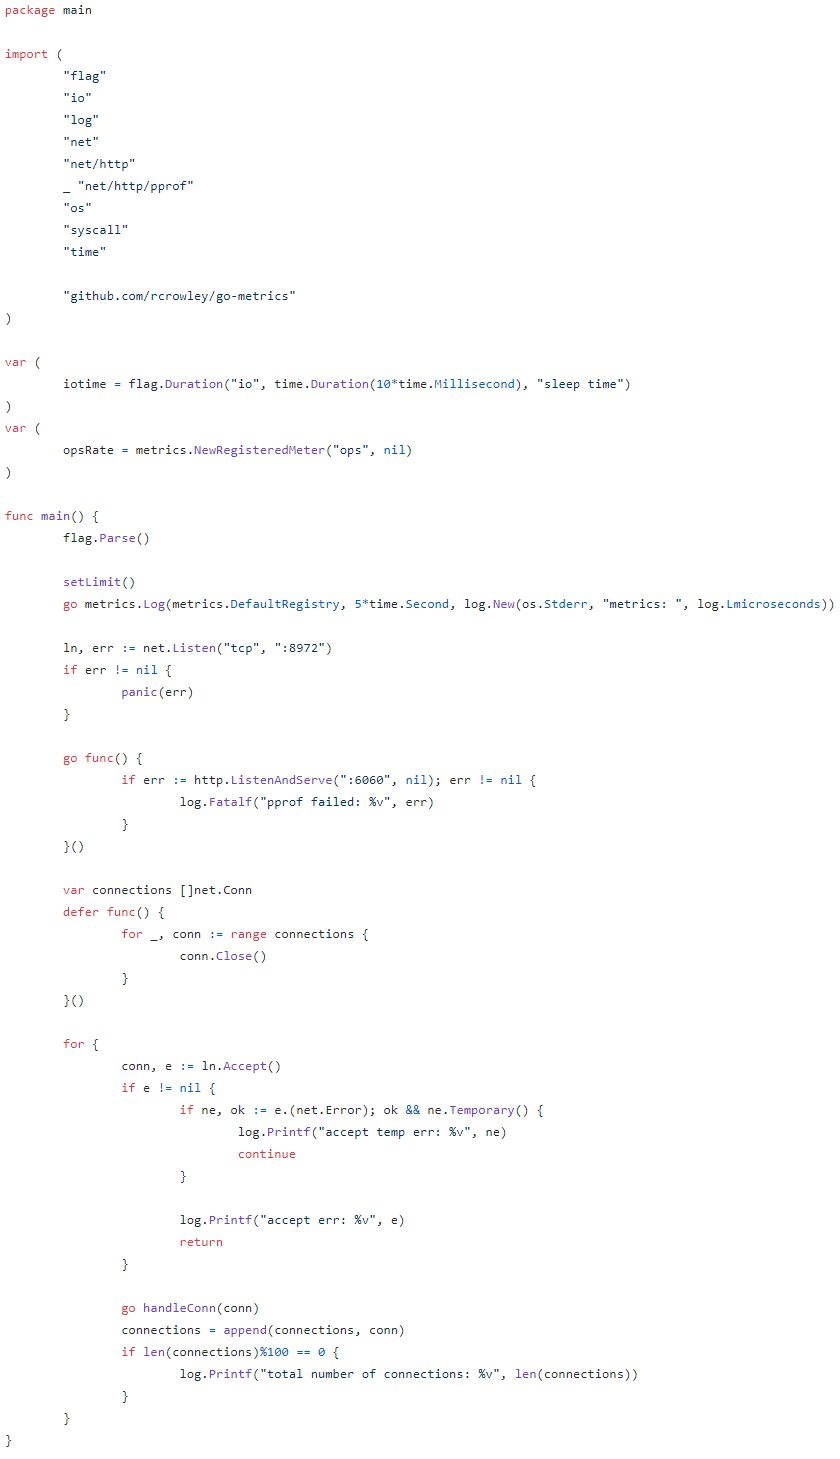 package main
import (
"flag"
"io"
"log"
"net"
"net/http"
_ "net/http/pprof"
"os"
"syscall"
"time"
"github.com/rcrowley/go-metrics"
)
var (
iotime = flag.Duration("io", time.Duration(10*time.Millisecond), "sleep time")
)
var (
opsRate = metrics.NewRegisteredMeter("ops", nil)
)
func main() {
flag.Parse()
setLimit()
go metrics.Log(metrics.DefaultRegistry, 5*time.Second, log.New(os.Stderr, "metrics: ", log.Lmicroseconds))
ln, err := net.Listen("tcp", ":8972")
if err != nil {
panic(err)
}
go func() {
if err := http.ListenAndServe(":6060", nil); err != nil {
log.Fatalf("pprof failed: %v", err)
}
}()
var connections []net.Conn
defer func() {
for _, conn := range connections {
conn.Close()
}
}()
for {
conn, e := ln.Accept()
if e != nil {
if ne, ok := e.(net.Error); ok && ne.Temporary() {
log.Printf("accept temp err: %v", ne)
continue
}
log.Printf("accept err: %v", e)
return
}
go handleConn(conn)
connections = append(connections, conn)
if len(connections)%100 == 0 {
log.Printf("total number of connections: %v", len(connections))
}
}
}